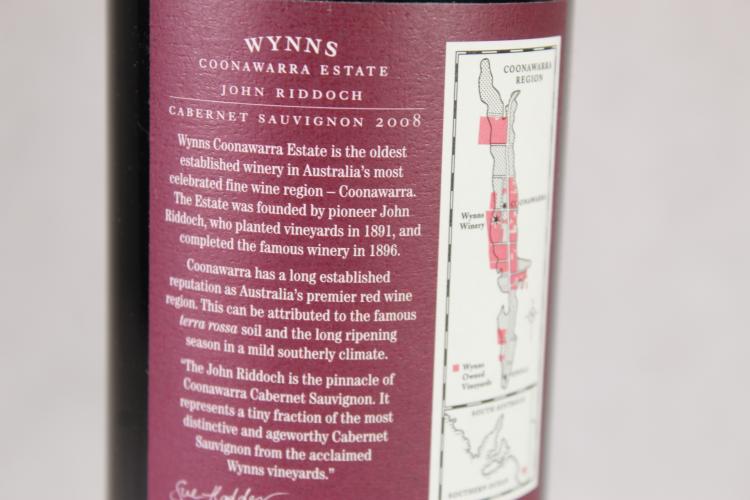 WYNNS
COONAWARRA ESTATE
JOHN RIDDOCH
CABERNET SAUVIGNON 2008
Wynns Coonawarra Estate is the oldest
established winery in Australia's most
celebrated fine wine region – Coonawarra.
The Estate was founded by pioneer John
Riddoch, who planted vineyards in 1891, and
completed the famous winery in 1896.
Coonawarra has a long established
reputation as Australia's premier red wine
region. This can be attributed to the famous
terra rossa soil and the long ripening
season in a mild southerly climate.
"The John Riddoch is the pinnacle of
Coonawarra Cabernet Sauvignon. It
represents a tiny fraction of the most
distinctive and ageworthy Cabernet
Sauvignon from the acclaimed
Wynns vineyards."
Sue Hodder
COONAWARRA
REGION
COONAWARRA
Wynns
Winery
Wynns
Owned
Vineyards
SOUTH AUSTRALIA
SOUTHERN OCEAN